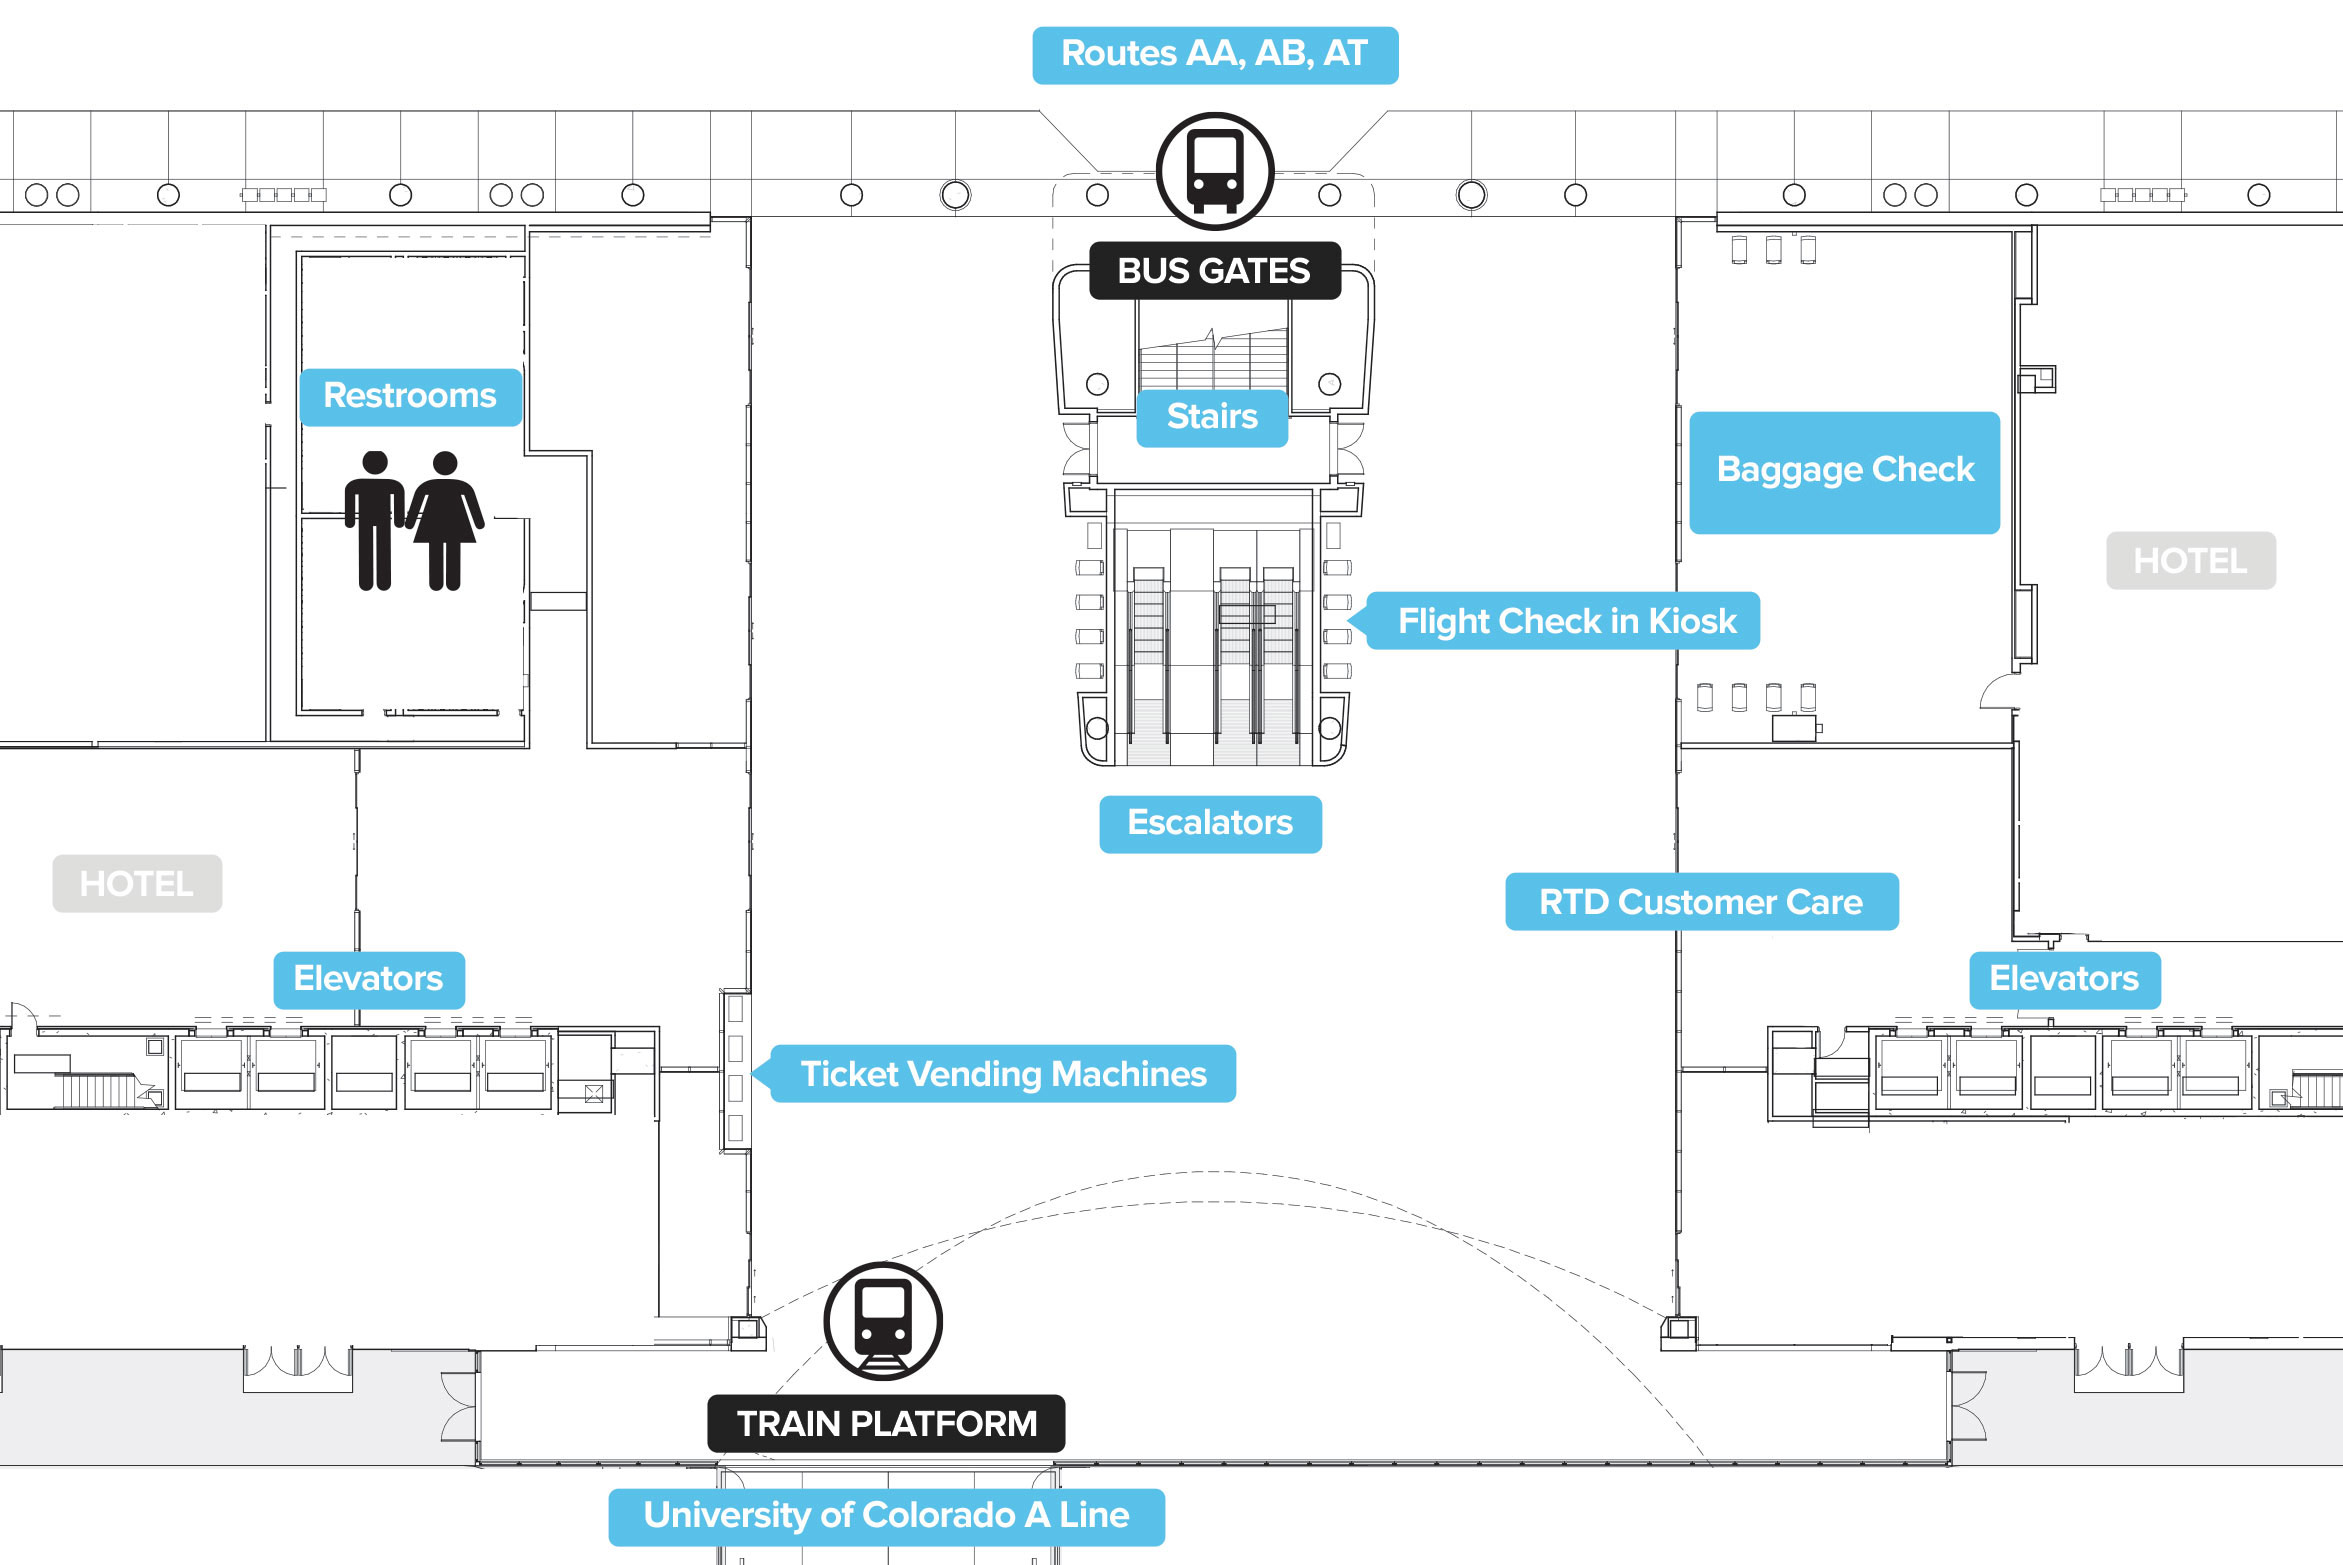 Routes AA, AB, AT
BUS GATES
Restrooms
Stairs
Baggage Check
HOTEL
Flight Check in Kiosk
Escalators
HOTEL
RTD Customer Care
Elevators
Elevators
Ticket Vending Machines
TRAIN PLATFORM
University of Colorado A Line